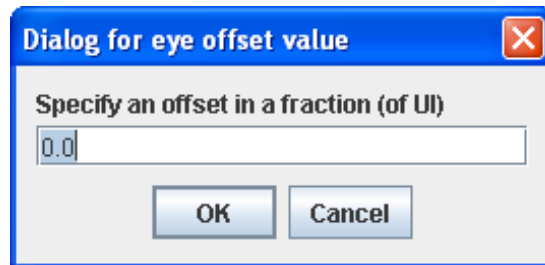 Dialog for eye offset value
Specify an offset in a fraction (of UI)
0.0
OK Cancel